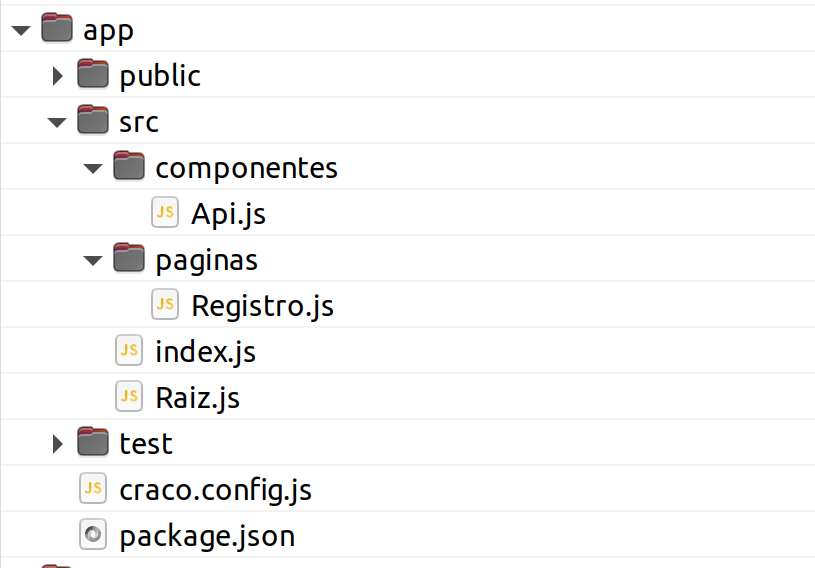 app
public
src
componentes
JS Api.js
paginas
JS Registro.js
JS index.js
JS Raiz.js
test
JS craco.config.js
package.json